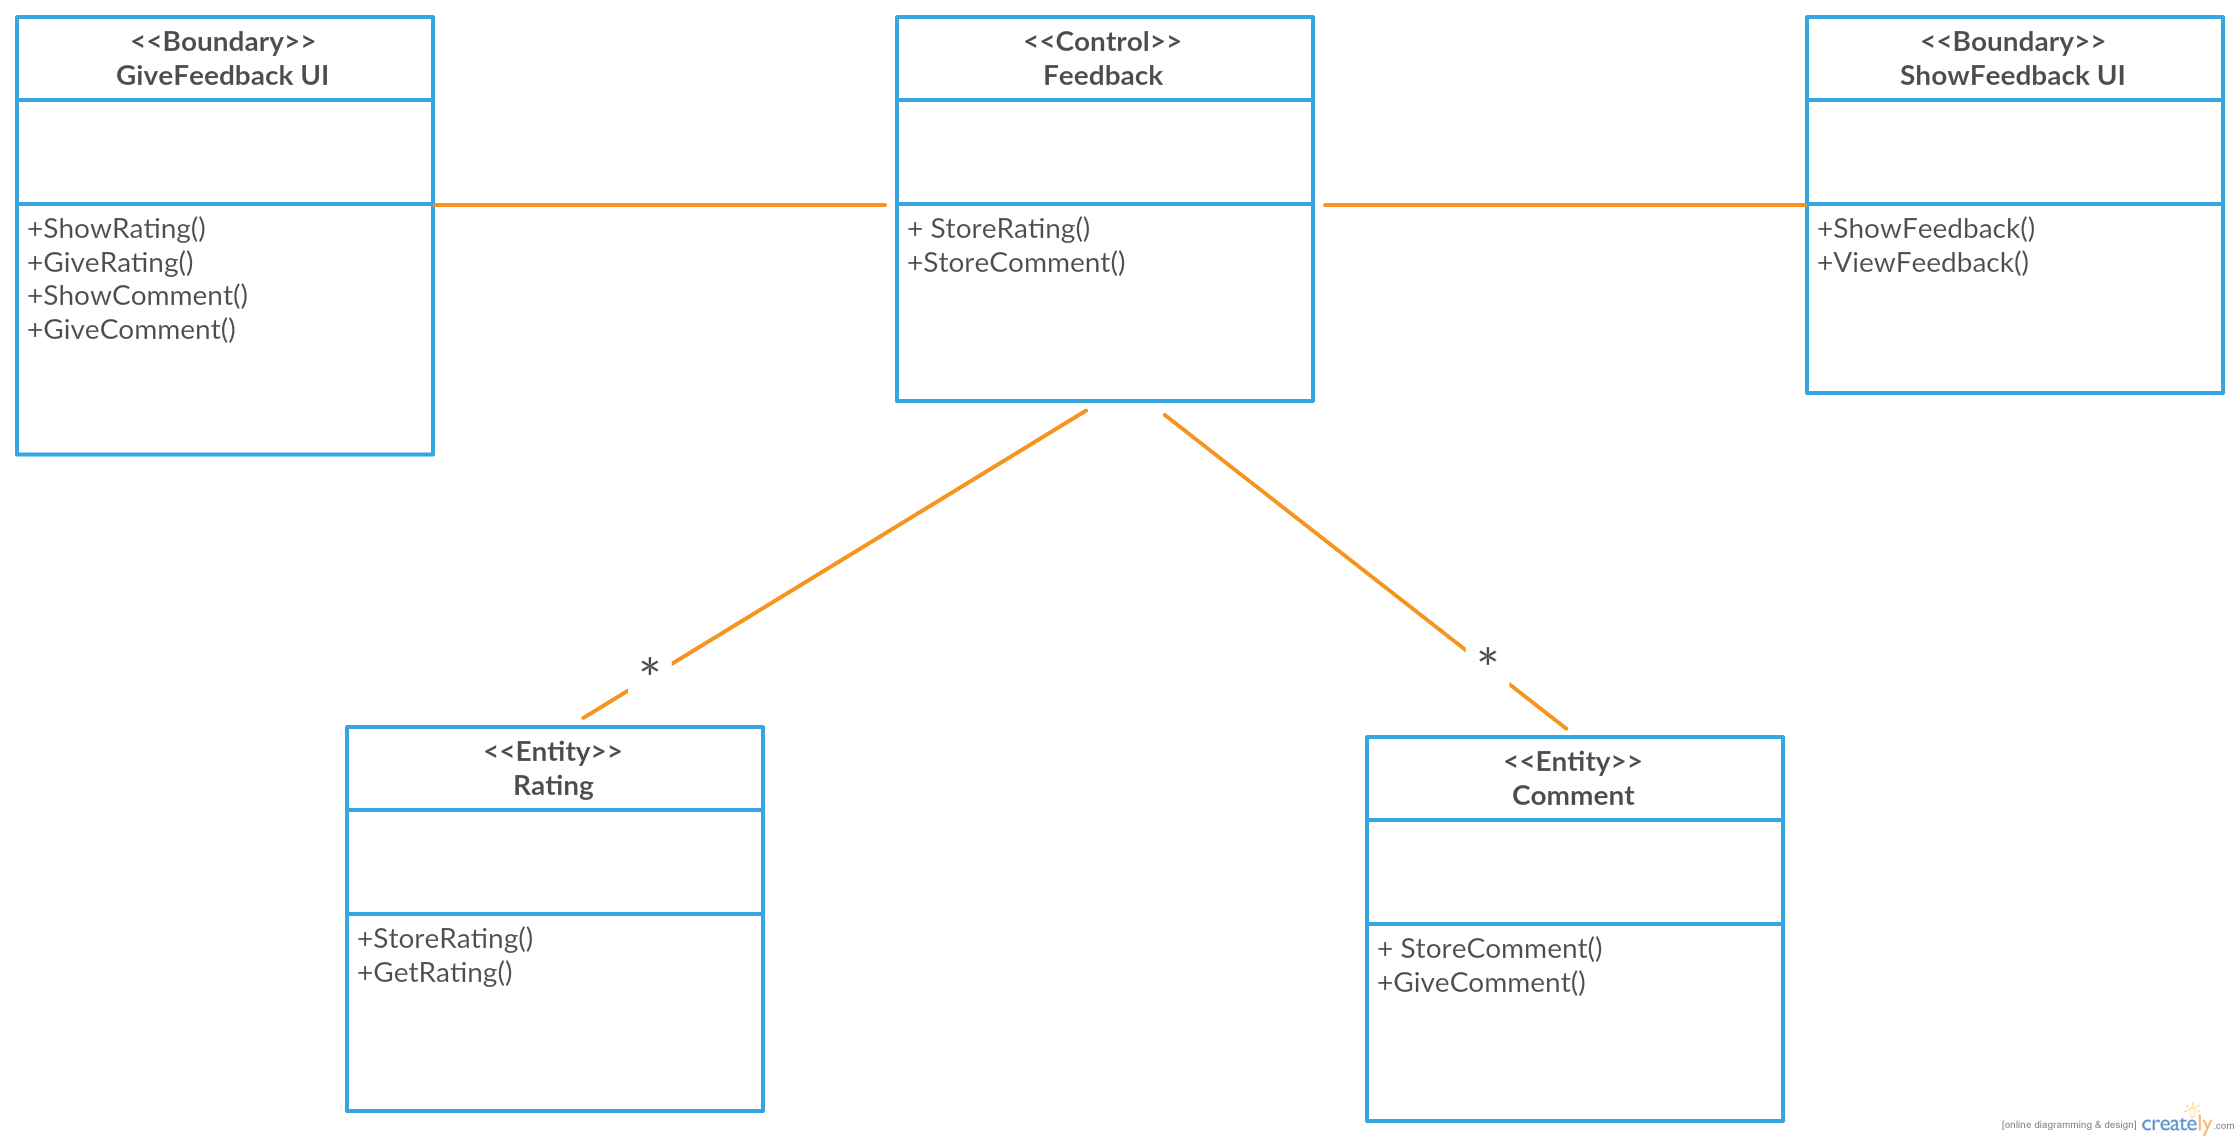 <<Boundary>>
GiveFeedback UI
+ShowRating()
+GiveRating()
+ShowComment()
+GiveComment()
<<Control>>
Feedback
+ StoreRating()
+StoreComment()
<<Boundary>>
ShowFeedback UI
+ShowFeedback()
+ViewFeedback()
*
*
<<Entity>>
Rating
+StoreRating()
+GetRating()
<<Entity>>
Comment
+ StoreComment()
+GiveComment()
[online diagramming & design] creately.com